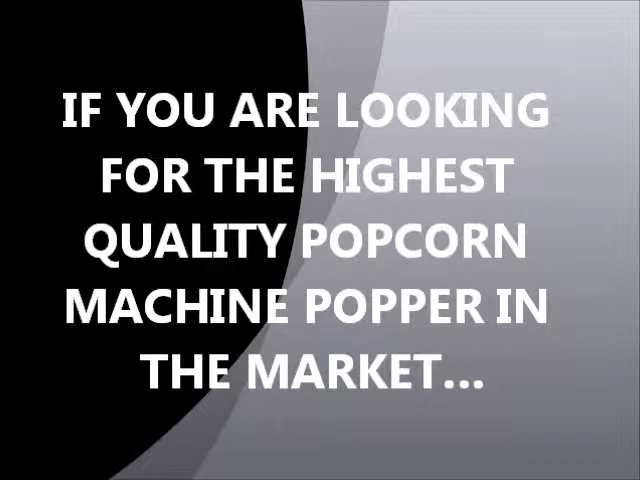 IF YOU ARE LOOKING
FOR THE HIGHEST
QUALITY POPCORN
MACHINE POPPER IN
THE MARKET...